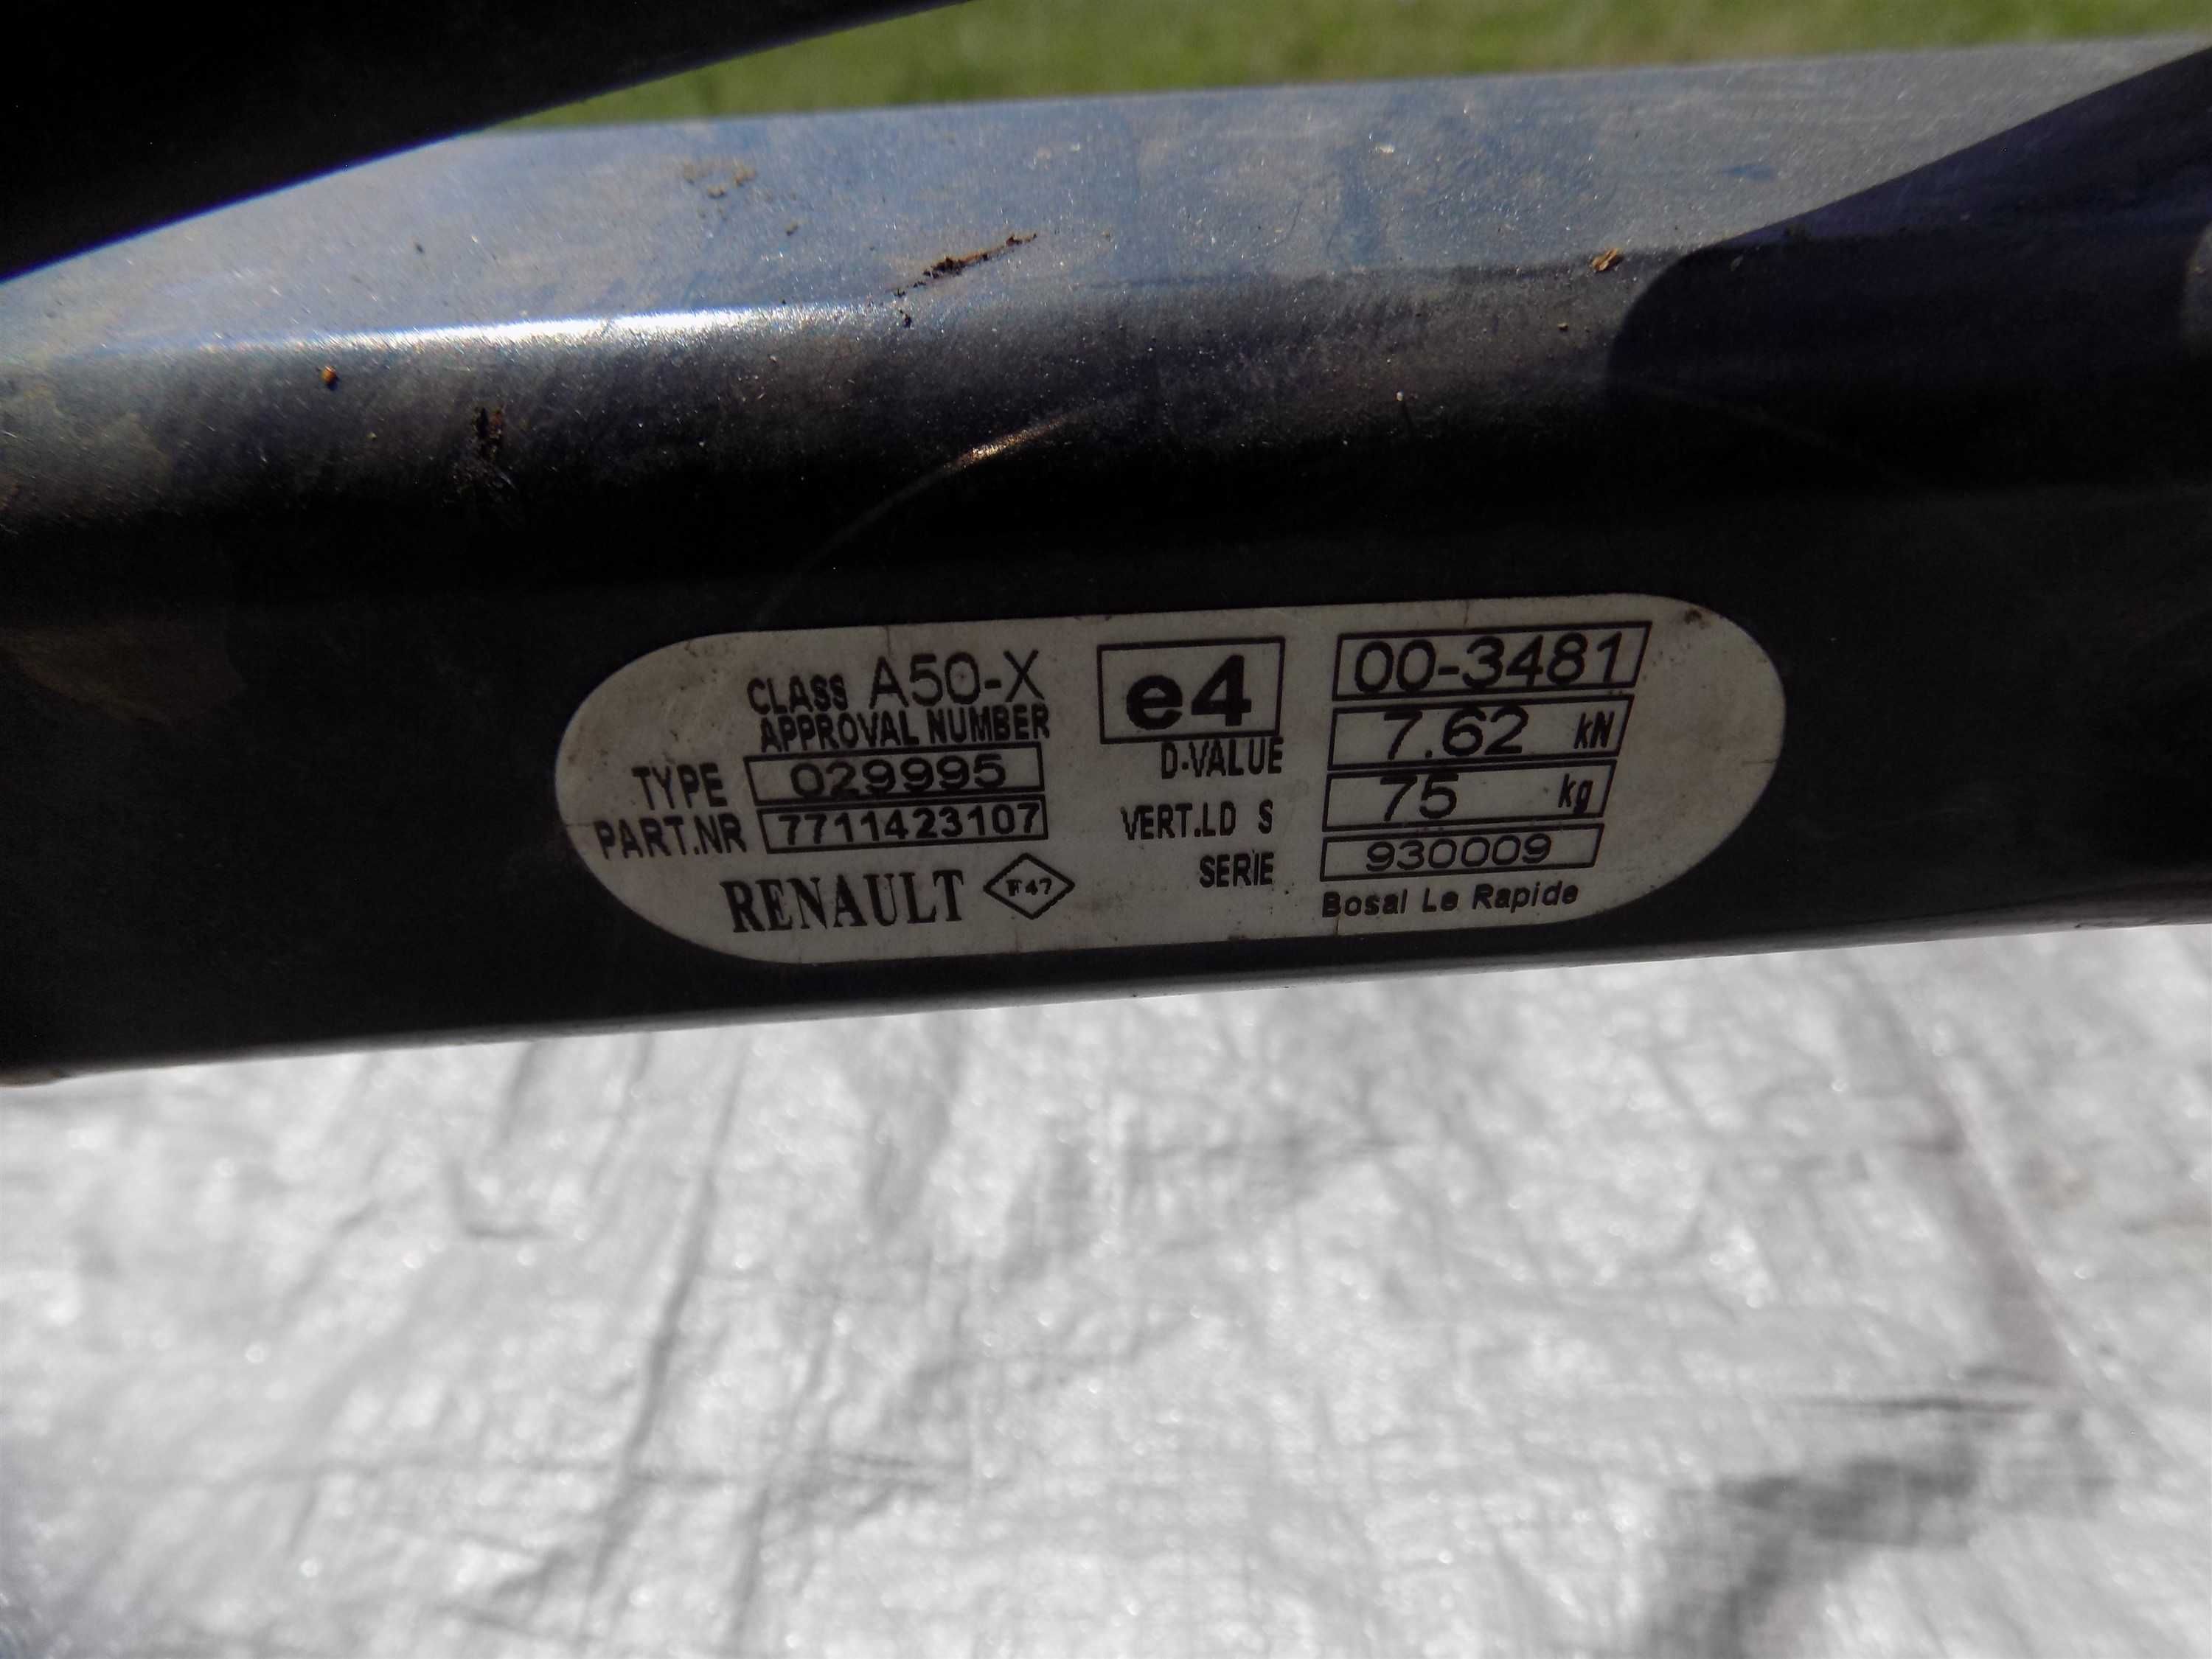 CLASS A50-X e4 00-3481
APPROVAL NUMBER
TYPE 029995 D-VALUE 7.62 kN
PART.NR 7711423107 VERT.LD S 75 kg
SERIE 930009
RENAULT F47 Bosal Le Rapide